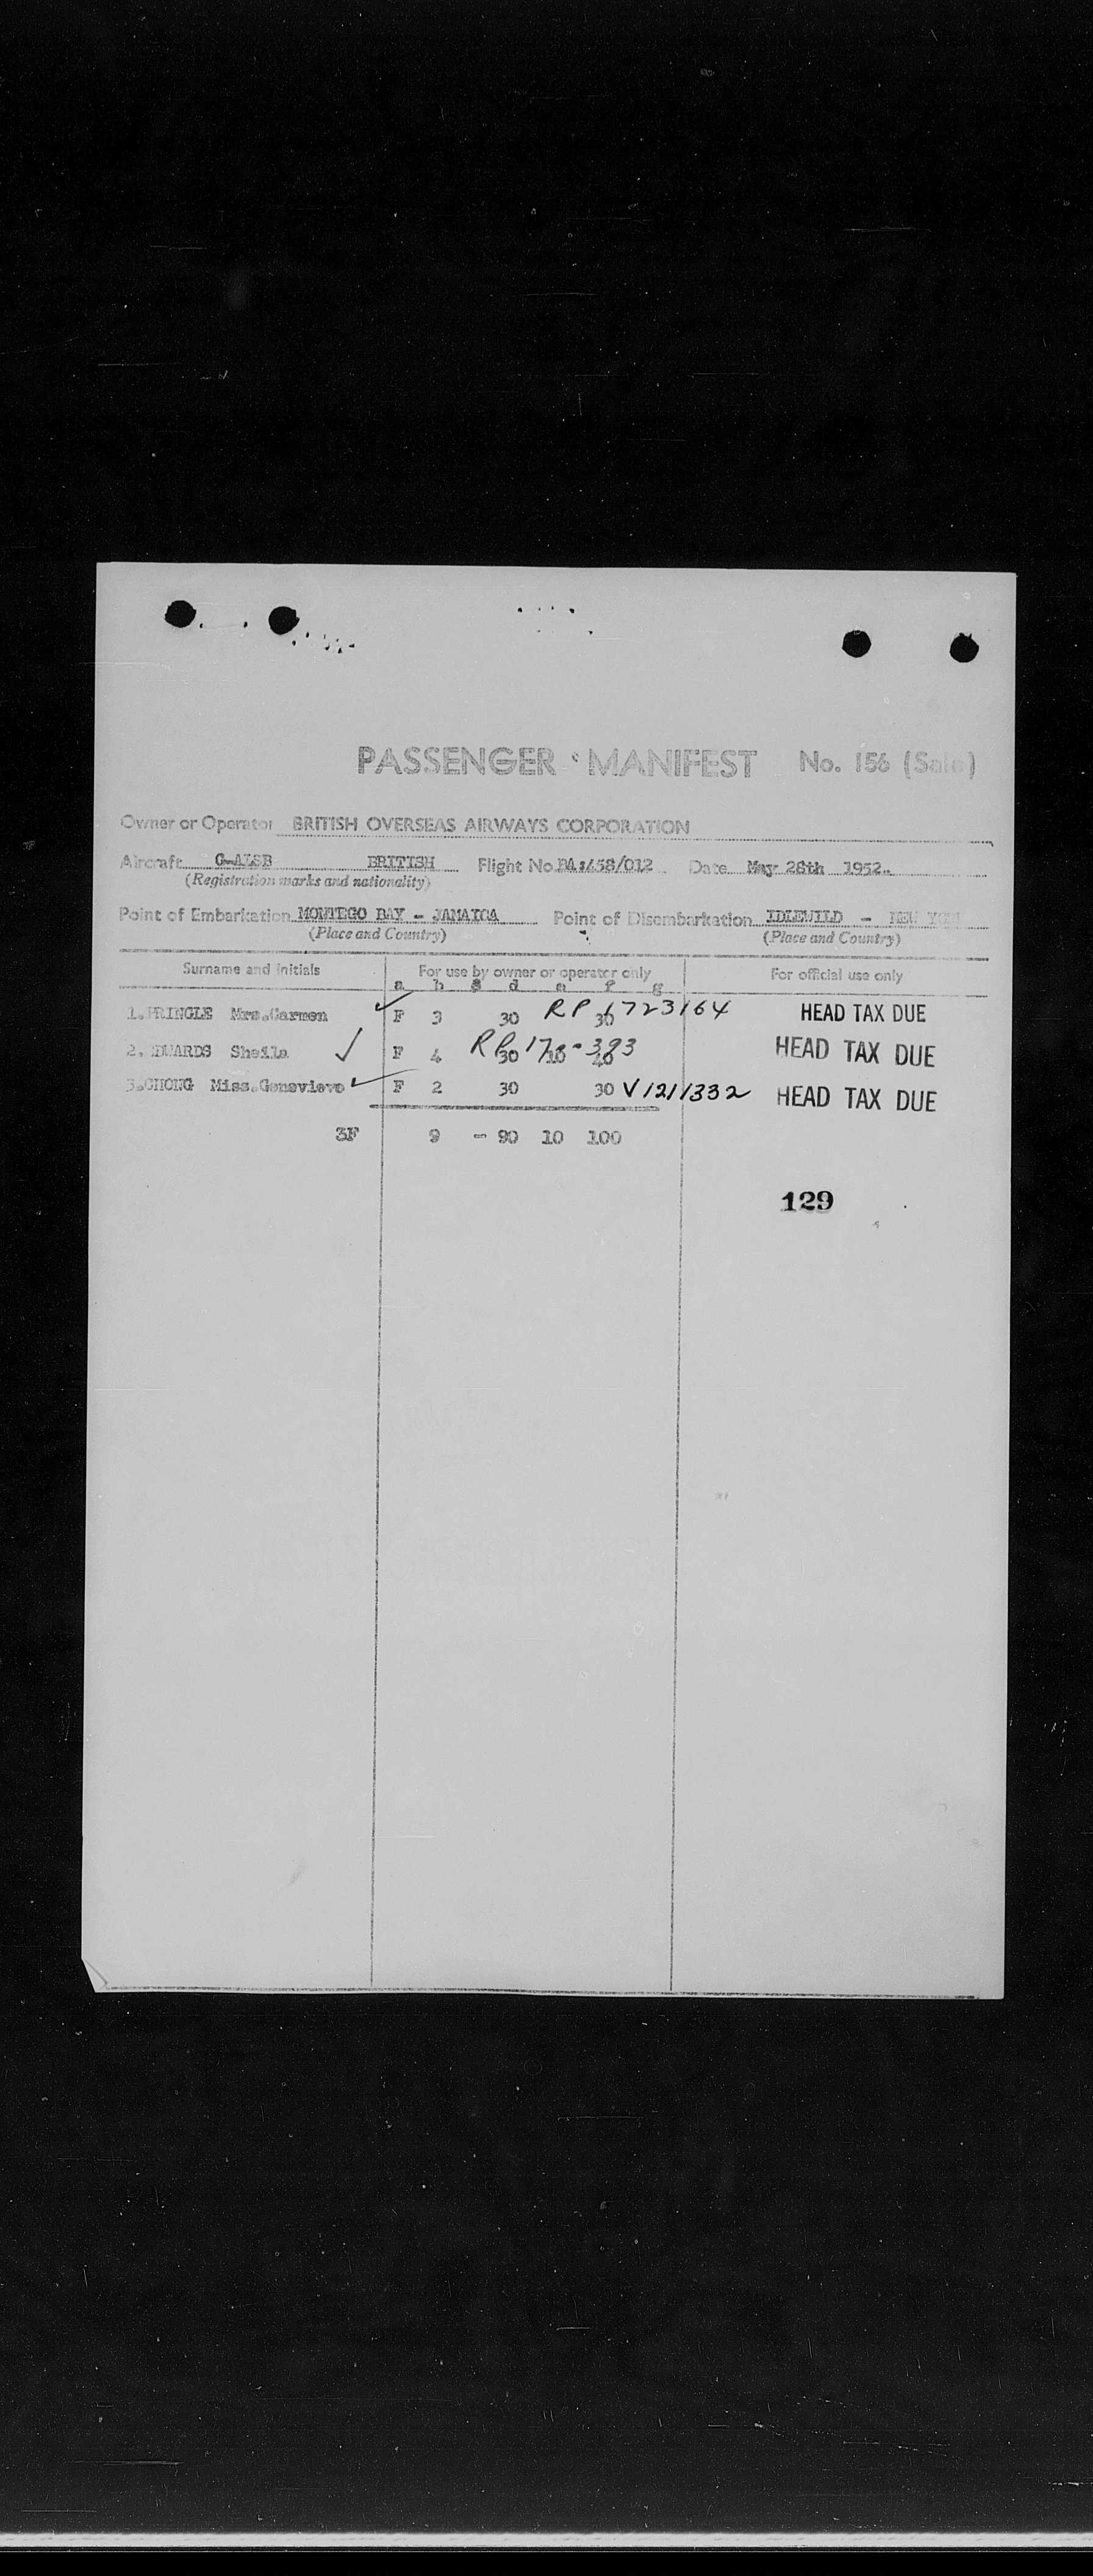 PASSENGER MANIFEST No. 156 (Sale)
Owner or Operator BRITISH OVERSEAS AIRWAYS CORPORATION
Aircraft G-ALSB BRITISH Flight No. BA:458/012 Date May 28th 1952.
(Registration marks and nationality)
Point of Embarkation MONTEGO BAY - JAMAICA Point of Disembarkation IDLEWILD - NEW YORK
(Place and Country) (Place and Country)
Surname and initials For use by owner or operator only For official use only
a b d e f g
1. PRINGLE Mrs.Carmen F 3 30 30 RP 1723164 HEAD TAX DUE
2. EDWARDS Sheila F 4 30 10 40 HEAD TAX DUE
3.CHONG Miss.Genevieve F 2 30 30 V1211332 HEAD TAX DUE
3F 9 - 90 10 100
129